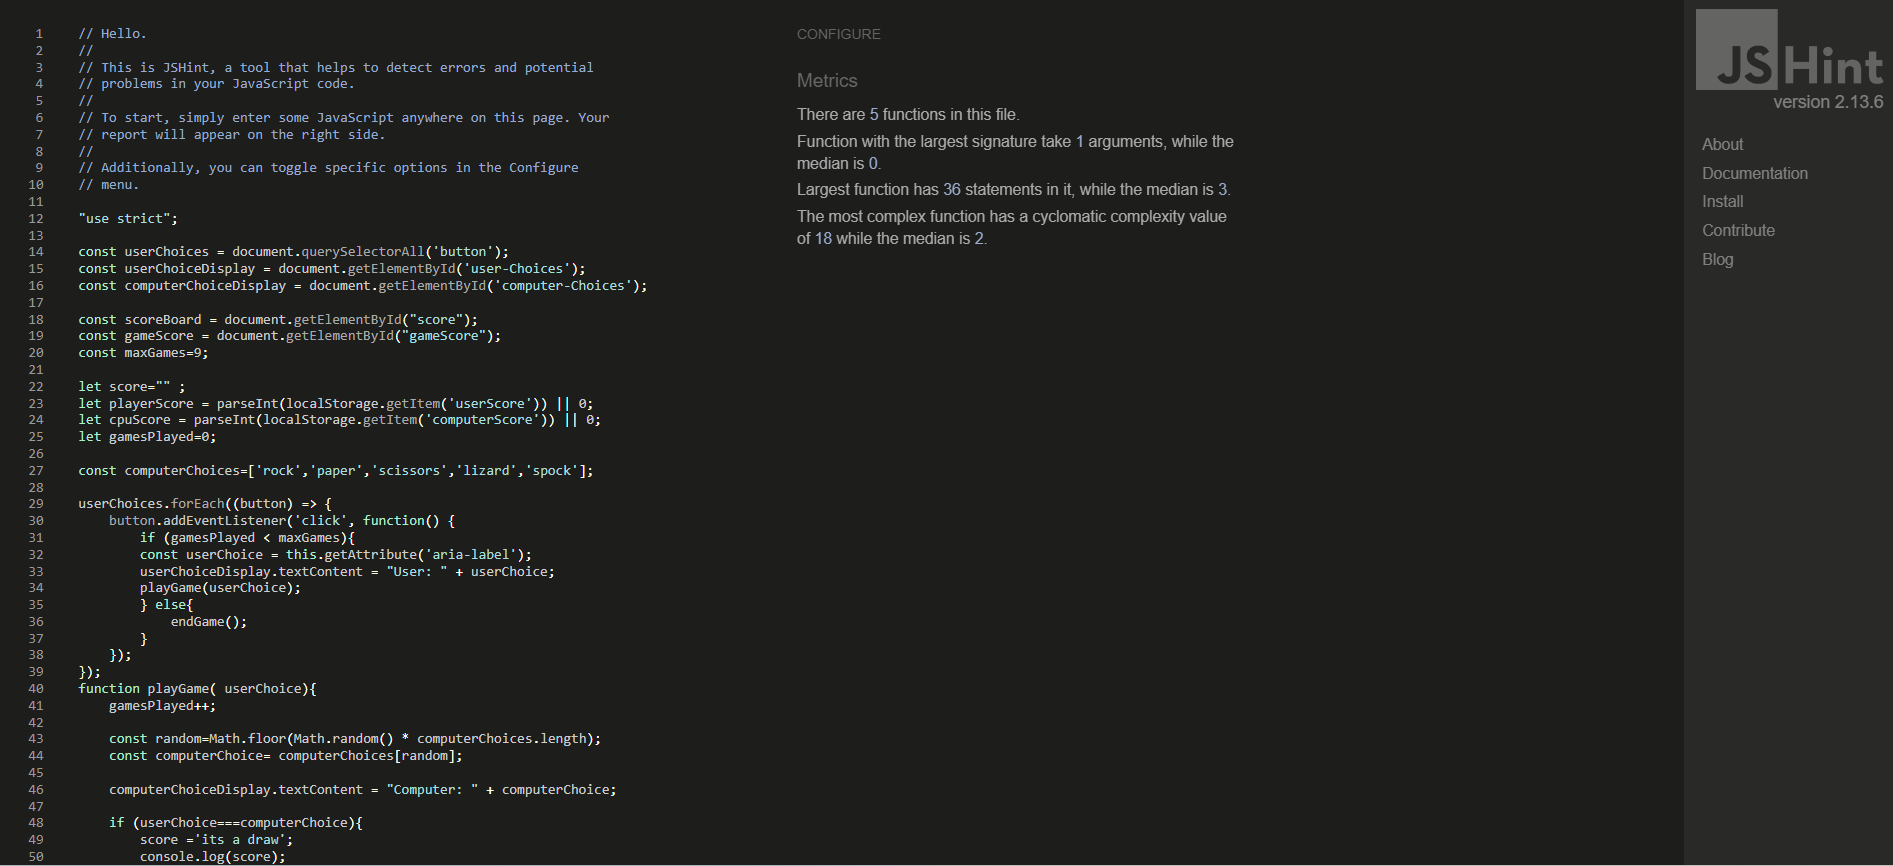 1 // Hello.
2 //
3 // This is JSHint, a tool that helps to detect errors and potential
4 // problems in your JavaScript code.
5 //
6 // To start, simply enter some JavaScript anywhere on this page. Your
7 // report will appear on the right side.
8 //
9 // Additionally, you can toggle specific options in the Configure
10 // menu.
11
12 "use strict";
13
14 const userChoices = document.querySelectorAll('button');
15 const userChoiceDisplay = document.getElementById('user-Choices');
16 const computerChoiceDisplay = document.getElementById('computer-Choices');
17
18 const scoreBoard = document.getElementById("score");
19 const gameScore = document.getElementById("gameScore");
20 const maxGames=9;
21
22 let score="" ;
23 let playerScore = parseInt(localStorage.getItem('userScore')) || 0;
24 let cpuScore = parseInt(localStorage.getItem('computerScore')) || 0;
25 let gamesPlayed=0;
26
27 const computerChoices=['rock','paper','scissors','lizard','spock'];
28
29 userChoices.forEach((button) => {
30     button.addEventListener('click', function() {
31         if (gamesPlayed < maxGames){
32         const userChoice = this.getAttribute('aria-label');
33         userChoiceDisplay.textContent = "User: " + userChoice;
34         playGame(userChoice);
35         } else{
36             endGame();
37         }
38     });
39 });
40 function playGame( userChoice){
41     gamesPlayed++;
42
43     const random=Math.floor(Math.random() * computerChoices.length);
44     const computerChoice= computerChoices[random];
45
46     computerChoiceDisplay.textContent = "Computer: " + computerChoice;
47
48     if (userChoice===computerChoice){
49         score ='its a draw';
50         console.log(score);
CONFIGURE
Metrics
There are 5 functions in this file.
Function with the largest signature take 1 arguments, while the
median is 0.
Largest function has 36 statements in it, while the median is 3.
The most complex function has a cyclomatic complexity value
of 18 while the median is 2.
JSHint
version 2.13.6
About
Documentation
Install
Contribute
Blog